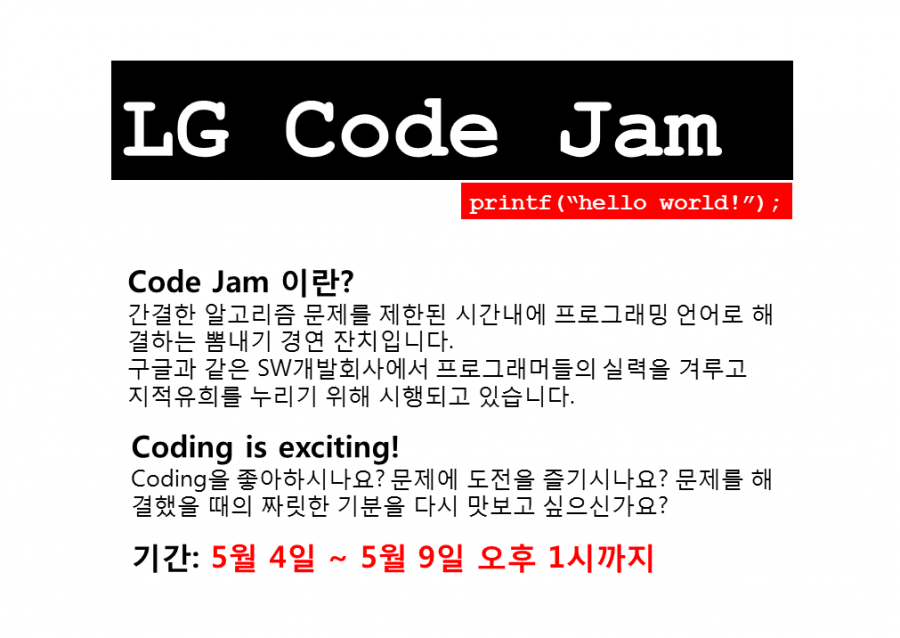 LG Code Jam
printf(“hello world!”);
Code Jam 이란?
간결한 알고리즘 문제를 제한된 시간내에 프로그래밍 언어로 해
결하는 뽐내기 경연 잔치입니다.
구글과 같은 SW개발회사에서 프로그래머들의 실력을 겨루고
지적유희를 누리기 위해 시행되고 있습니다.
Coding is exciting!
Coding을 좋아하시나요? 문제에 도전을 즐기시나요? 문제를 해
결했을 때의 짜릿한 기분을 다시 맛보고 싶으신가요?
기간: 5월 4일 ~ 5월 9일 오후 1시까지